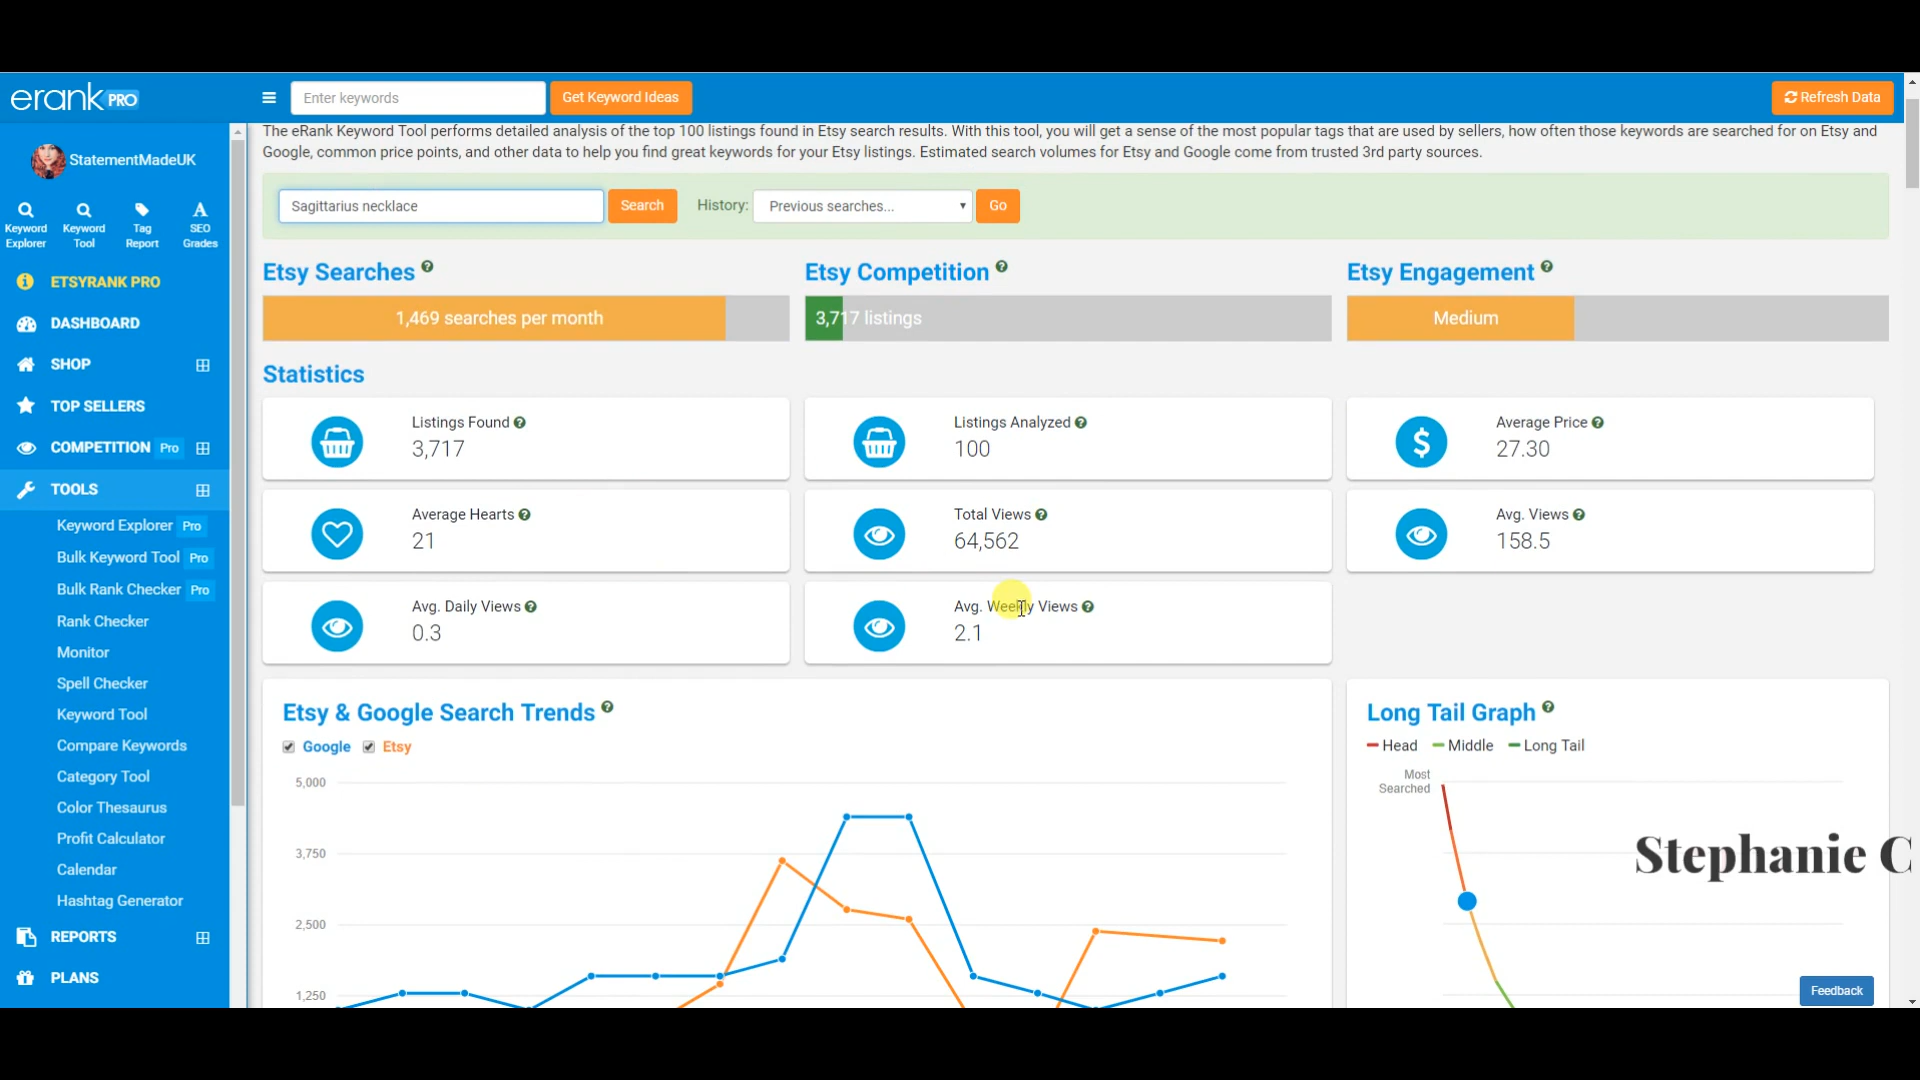 erank PRO
Enter keywords
Get Keyword Ideas
Refresh Data
StatementMadeUK
Keyword Explorer
Keyword Tool
Tag Report
SEO Grades
ETSYRANK PRO
DASHBOARD
SHOP
TOP SELLERS
COMPETITION Pro
TOOLS
Keyword Explorer Pro
Bulk Keyword Tool Pro
Bulk Rank Checker Pro
Rank Checker
Monitor
Spell Checker
Keyword Tool
Compare Keywords
Category Tool
Color Thesaurus
Profit Calculator
Calendar
Hashtag Generator
REPORTS
PLANS
The eRank Keyword Tool performs detailed analysis of the top 100 listings found in Etsy search results. With this tool, you will get a sense of the most popular tags that are used by sellers, how often those keywords are searched for on Etsy and
Google, common price points, and other data to help you find great keywords for your Etsy listings. Estimated search volumes for Etsy and Google come from trusted 3rd party sources.
Sagittarius necklace
Search
History:
Previous searches...
Go
Etsy Searches
1,469 searches per month
Etsy Competition
3,717 listings
Etsy Engagement
Medium
Statistics
Listings Found
3,717
Listings Analyzed
100
Average Price
27.30
Average Hearts
21
Total Views
64,562
Avg. Views
158.5
Avg. Daily Views
0.3
Avg. Weekly Views
2.1
Etsy & Google Search Trends
Google Etsy
5,000
3,750
2,500
1,250
Long Tail Graph
Head Middle Long Tail
Most
Searched
Stephanie C
Feedback